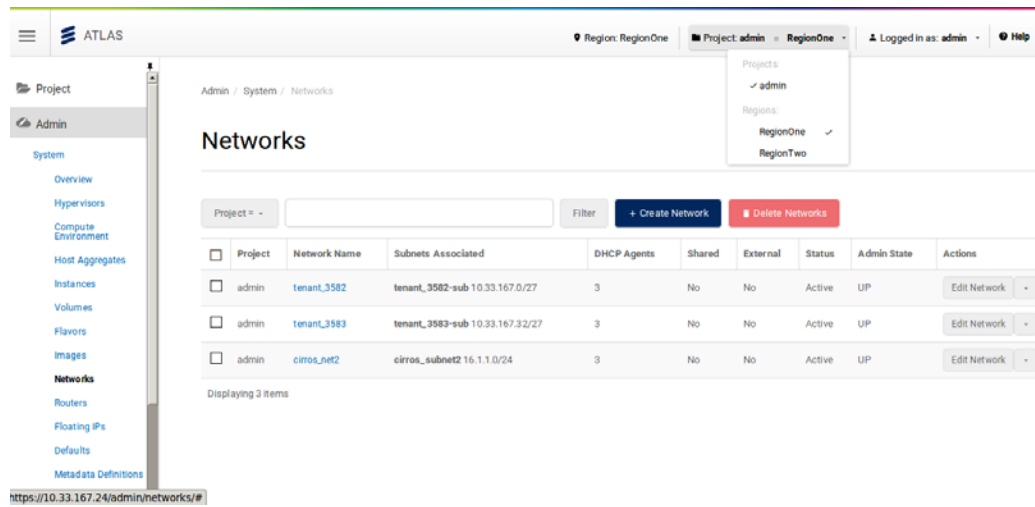 ATLAS
Region: RegionOne
Project: admin RegionOne
Logged in as: admin
Help
Projects:
admin
Regions:
RegionOne
RegionTwo
Project
Admin
System
Overview
Hypervisors
Compute
Environment
Host Aggregates
Instances
Volumes
Flavors
Images
Networks
Routers
Floating IPs
Defaults
Metadata Definitions
https://10.33.167.24/admin/networks/#
Admin / System / Networks
Networks
Project =
Filter
+ Create Network
Delete Networks
Project Network Name Subnets Associated DHCP Agents Shared External Status Admin State Actions
admin tenant_3582 tenant_3582-sub 10.33.167.0/27 3 No No Active UP Edit Network
admin tenant_3583 tenant_3583-sub 10.33.167.32/27 3 No No Active UP Edit Network
admin cirros_net2 cirros_subnet2 16.1.1.0/24 3 No No Active UP Edit Network
Displaying 3 items